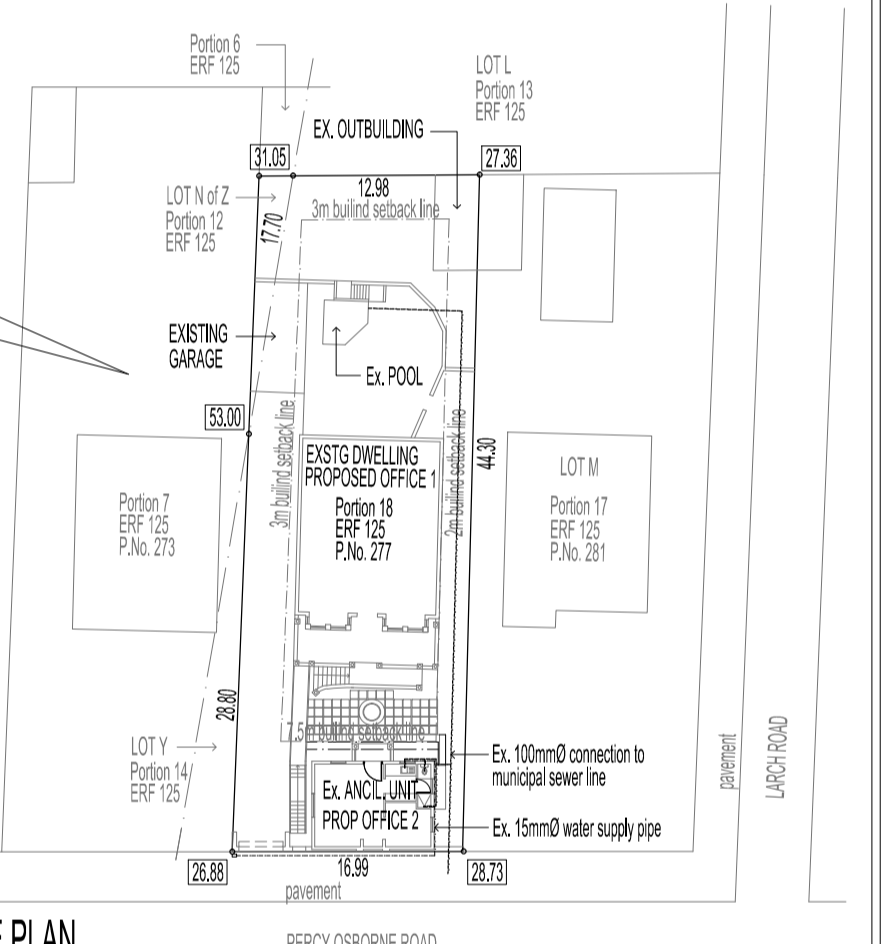 Portion 6
ERF 125
LOT L
Portion 13
ERF 125
EX. OUTBUILDING
31.05
27.36
12.98
3m builind setback line
LOT N of Z
Portion 12
ERF 125
17.70
EXISTING
GARAGE
Ex. POOL
53.00
3m builind setback line
2m builind setback line
44.30
EXSTG DWELLING
PROPOSED OFFICE 1
Portion 18
ERF 125
P.No. 277
Portion 7
ERF 125
P.No. 273
LOT M
Portion 17
ERF 125
P.No. 281
28.80
7.5m builind setback line
LOT Y
Portion 14
ERF 125
Ex. 100mmØ connection to
municipal sewer line
Ex. ANCIL. UNIT
PROP OFFICE 2
Ex. 15mmØ water supply pipe
pavement
LARCH ROAD
26.88
16.99
28.73
pavement
PLAN
PERCY OSBORNE ROAD